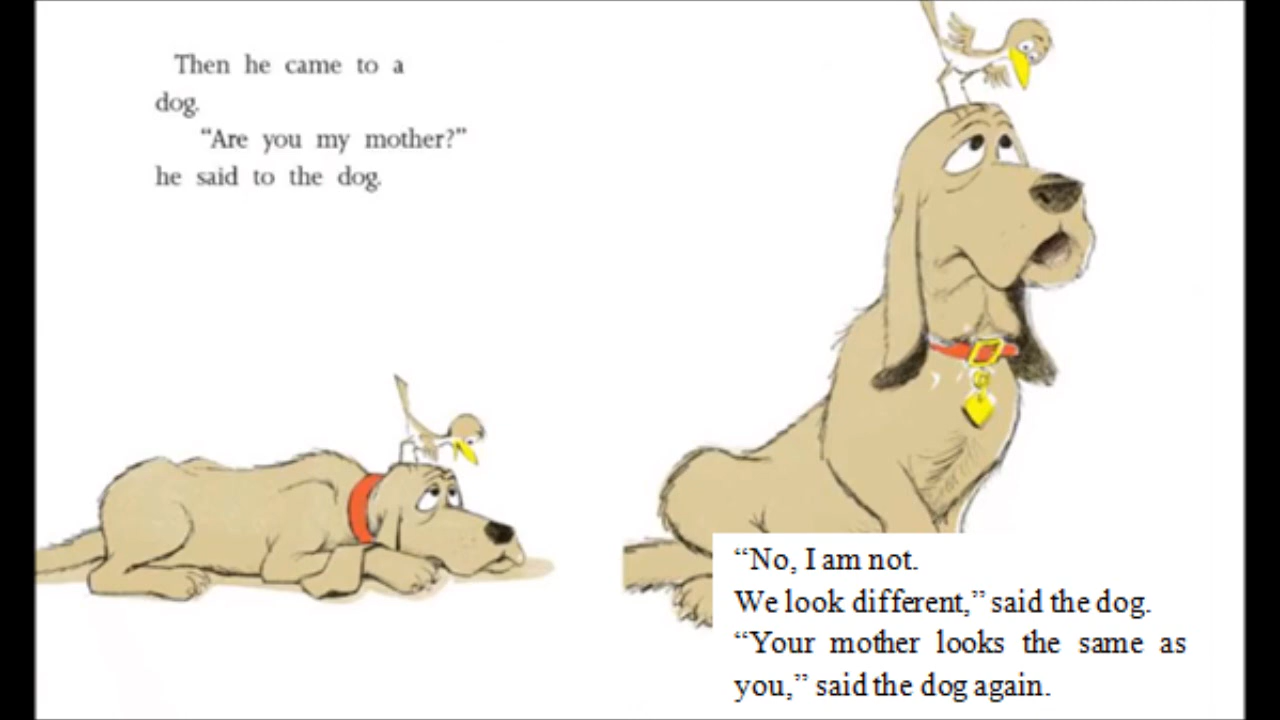 Then he came to a
dog.
“Are you my mother?”
he said to the dog.
“No, I am not.
We look different,” said the dog.
“Your mother looks the same as
you,” said the dog again.